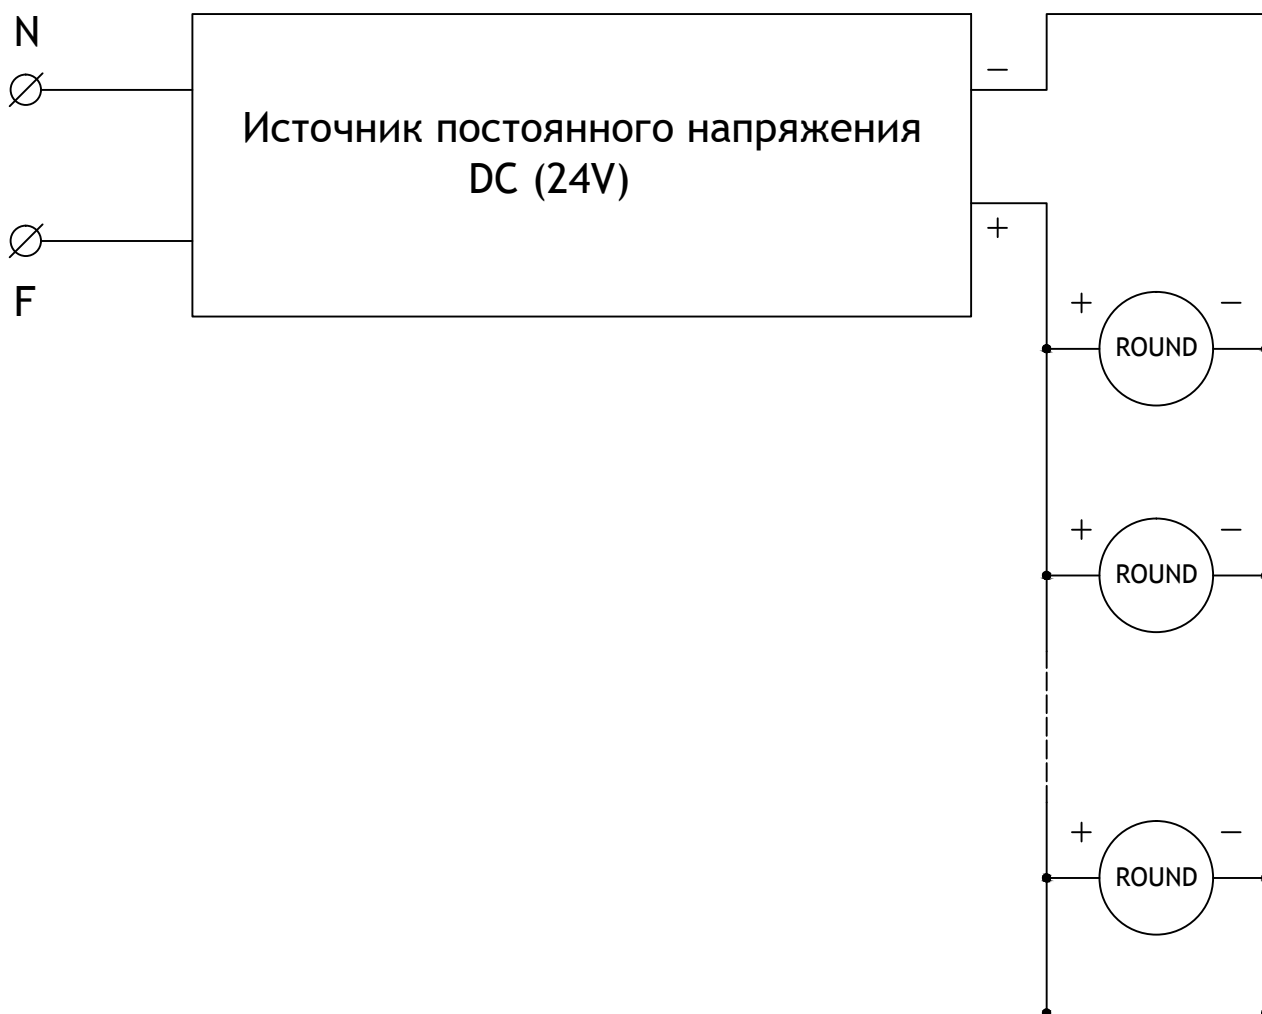 N
Источник постоянного напряжения
DC (24V)
−
+
F
+ ROUND −
+ ROUND −
+ ROUND −